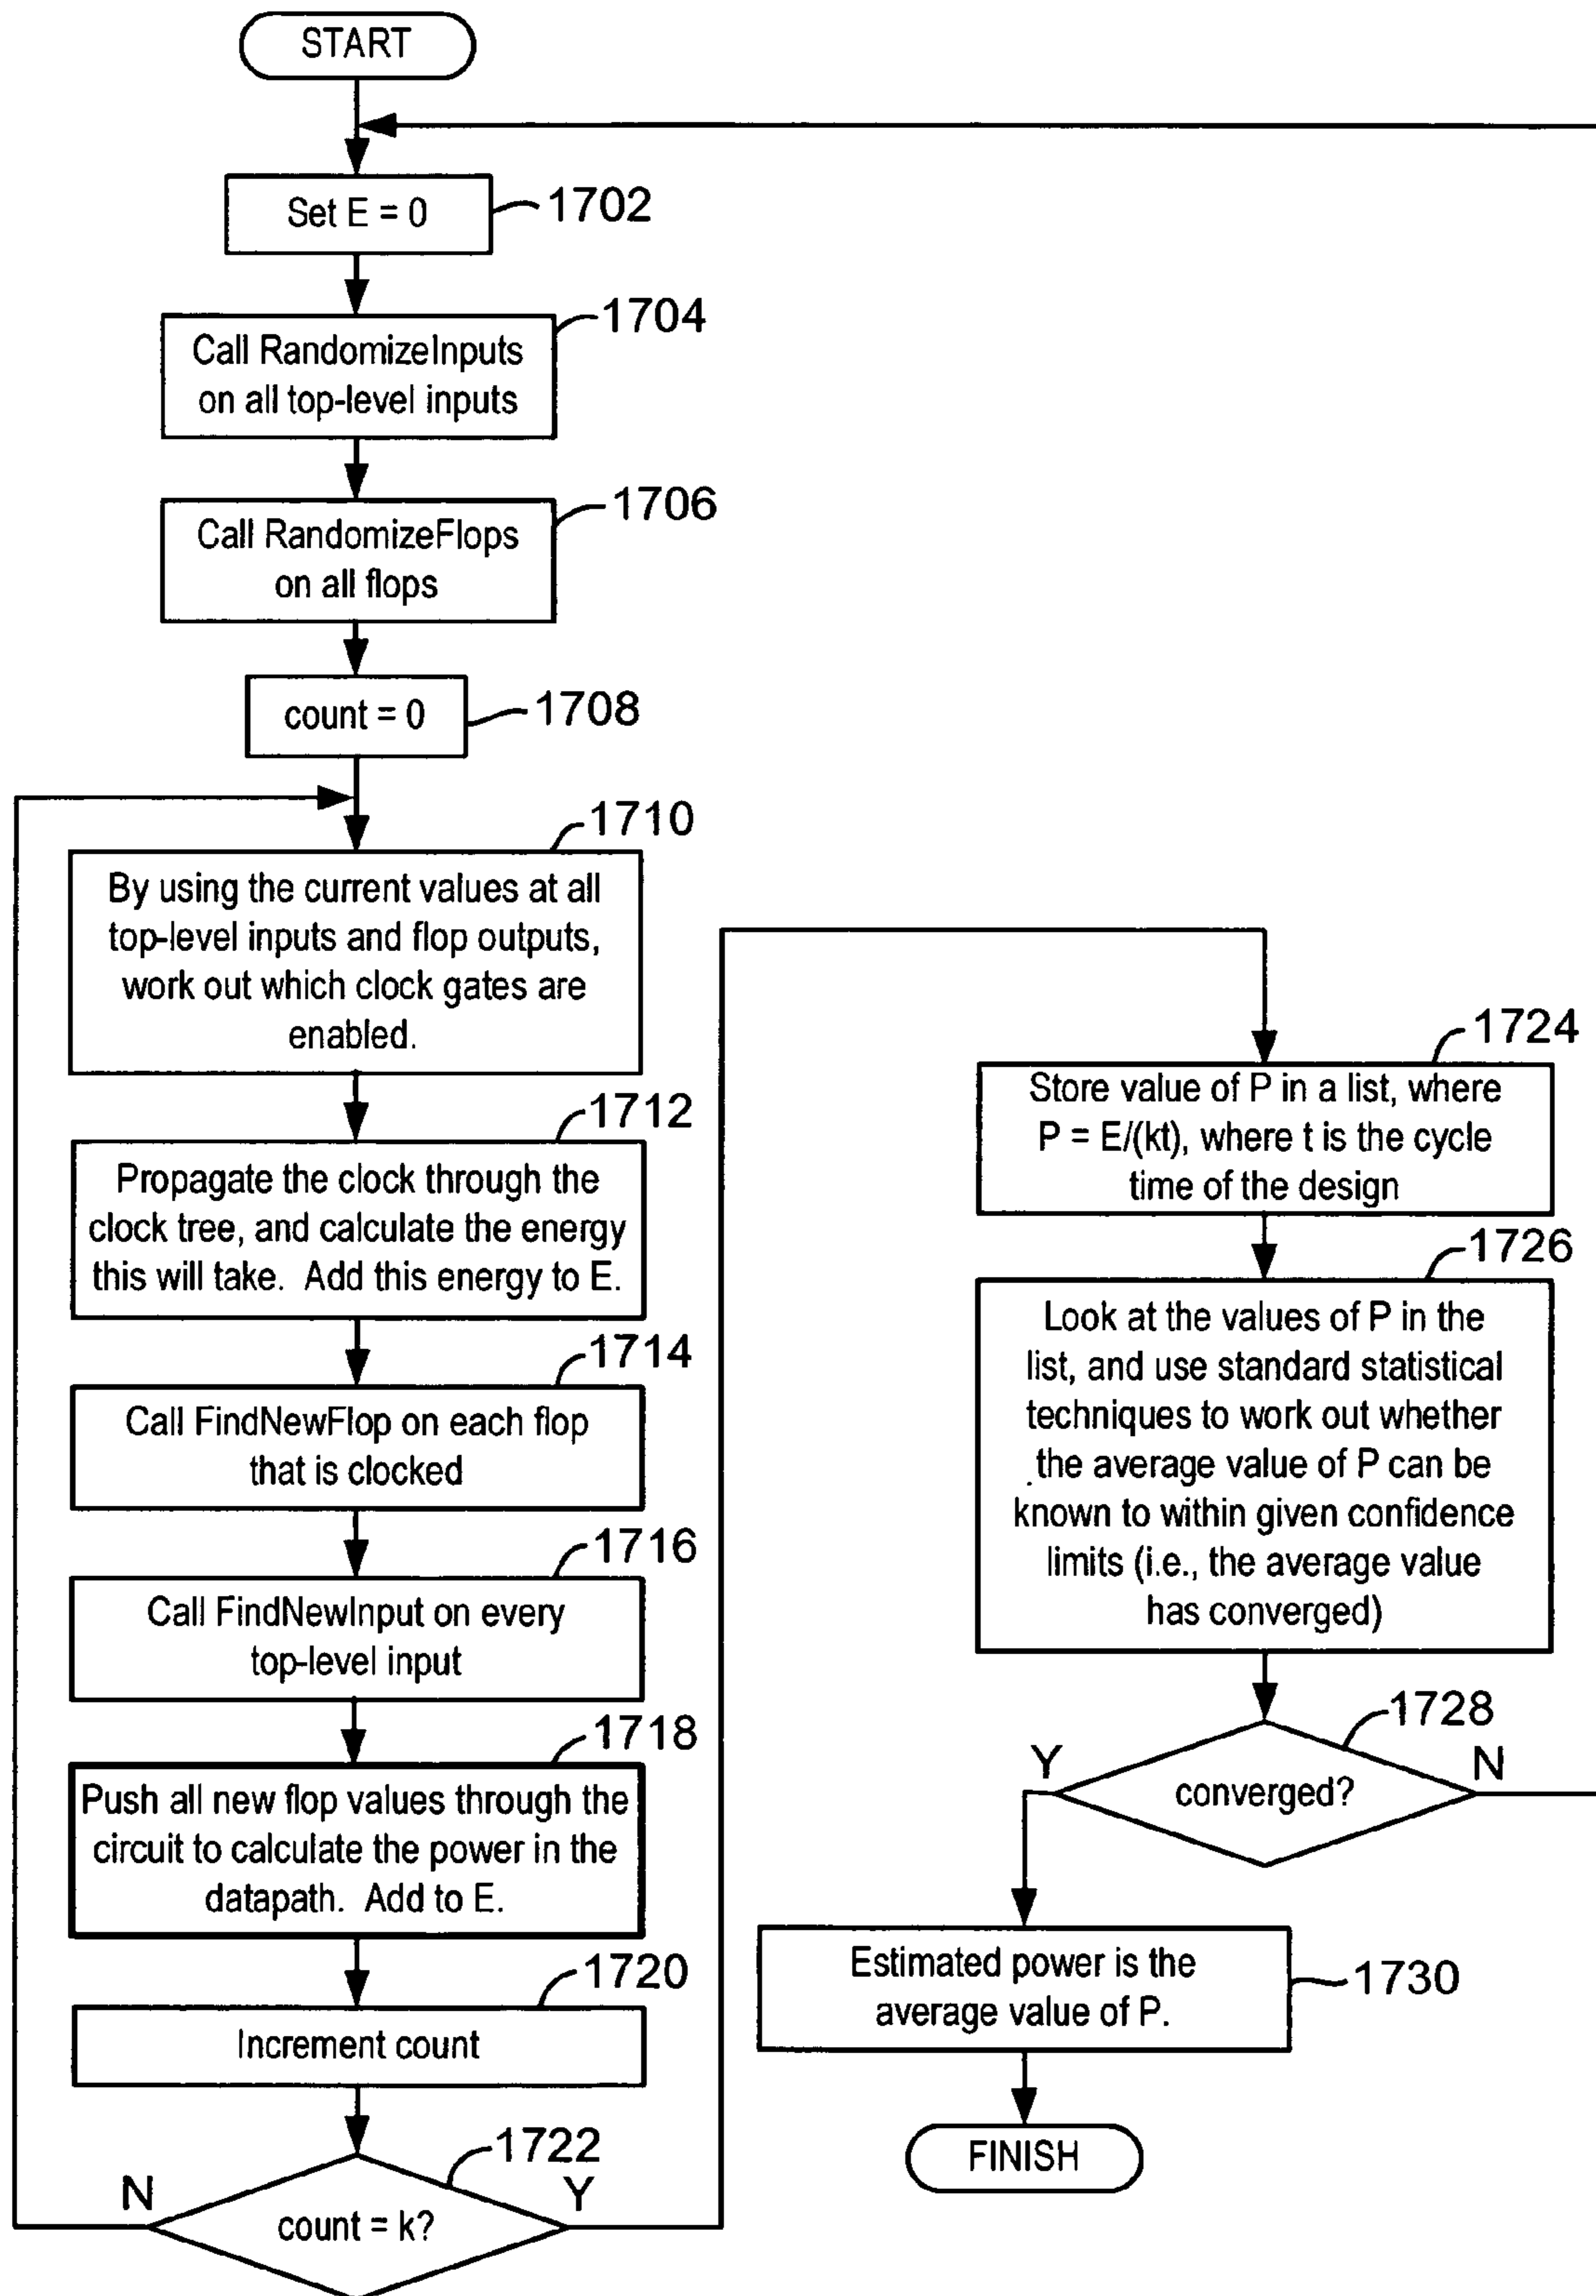 START
Set E = 0
1702
1704
Call RandomizeInputs
on all top-level inputs
1706
Call RandomizeFlops
on all flops
count = 0
1708
1710
By using the current values at all
top-level inputs and flop outputs,
work out which clock gates are
enabled.
1712
Propagate the clock through the
clock tree, and calculate the energy
this will take. Add this energy to E.
1714
Call FindNewFlop on each flop
that is clocked
1716
Call FindNewInput on every
top-level input
1718
Push all new flop values through the
circuit to calculate the power in the
datapath. Add to E.
1720
Increment count
1722
N
Y
count = k?
1724
Store value of P in a list, where
P = E/(kt), where t is the cycle
time of the design
1726
Look at the values of P in the
list, and use standard statistical
techniques to work out whether
the average value of P can be
known to within given confidence
limits (i.e., the average value
has converged)
1728
Y
N
converged?
Estimated power is the
average value of P.
1730
FINISH